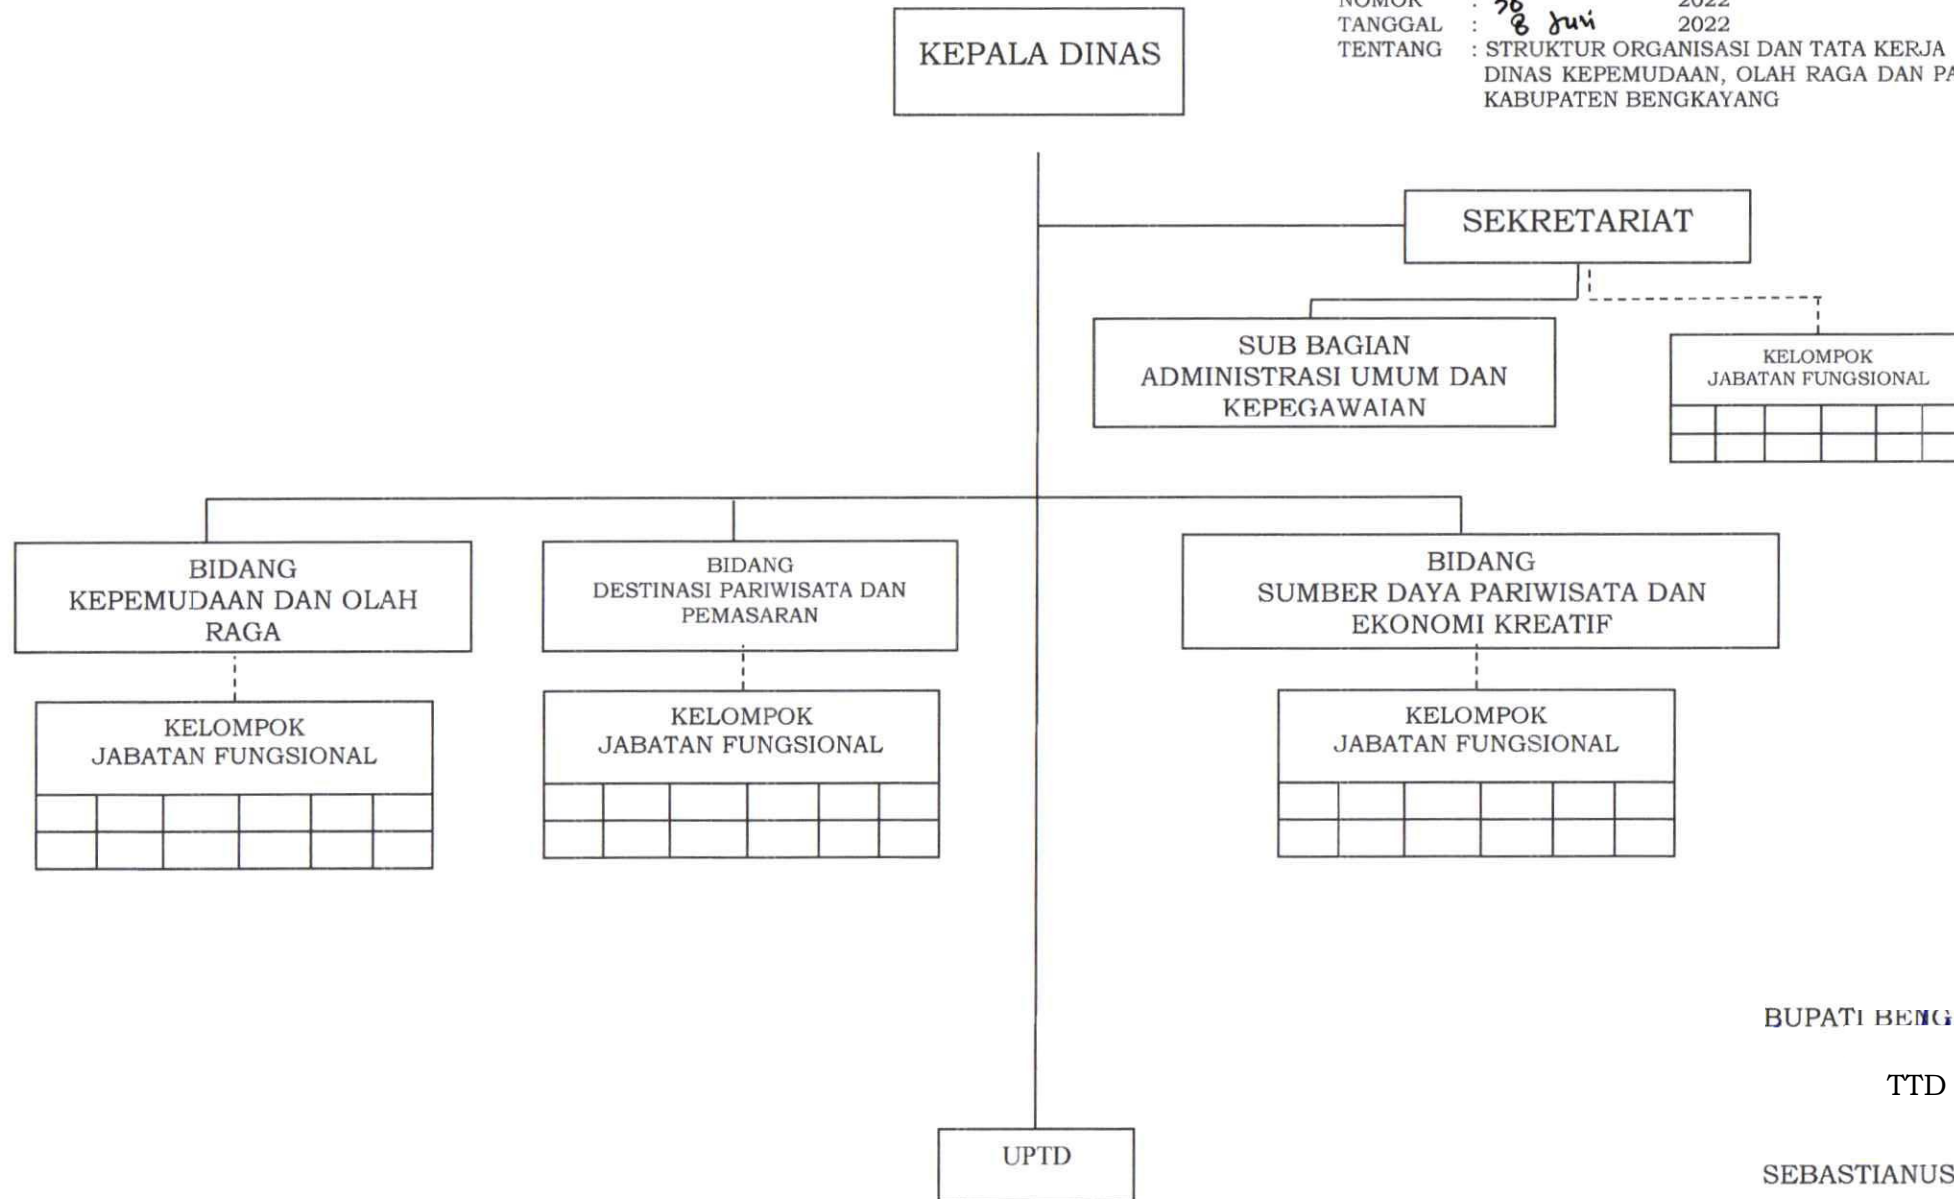 KEPALA DINAS
NOMOR : 2022
TANGGAL : 8 2022
TENTANG : STRUKTUR ORGANISASI DAN TATA KERJA
DINAS KEPEMUDAAN, OLAH RAGA DAN PA
KABUPATEN BENGKAYANG
SEKRETARIAT
SUB BAGIAN
ADMINISTRASI UMUM DAN
KEPEGAWAIAN
KELOMPOK
JABATAN FUNGSIONAL
BIDANG
KEPEMUDAAN DAN OLAH
RAGA
BIDANG
DESTINASI PARIWISATA DAN
PEMASARAN
BIDANG
SUMBER DAYA PARIWISATA DAN
EKONOMI KREATIF
KELOMPOK
JABATAN FUNGSIONAL
KELOMPOK
JABATAN FUNGSIONAL
KELOMPOK
JABATAN FUNGSIONAL
BUPATI BENG
TTD
SEBASTIANUS
UPTD